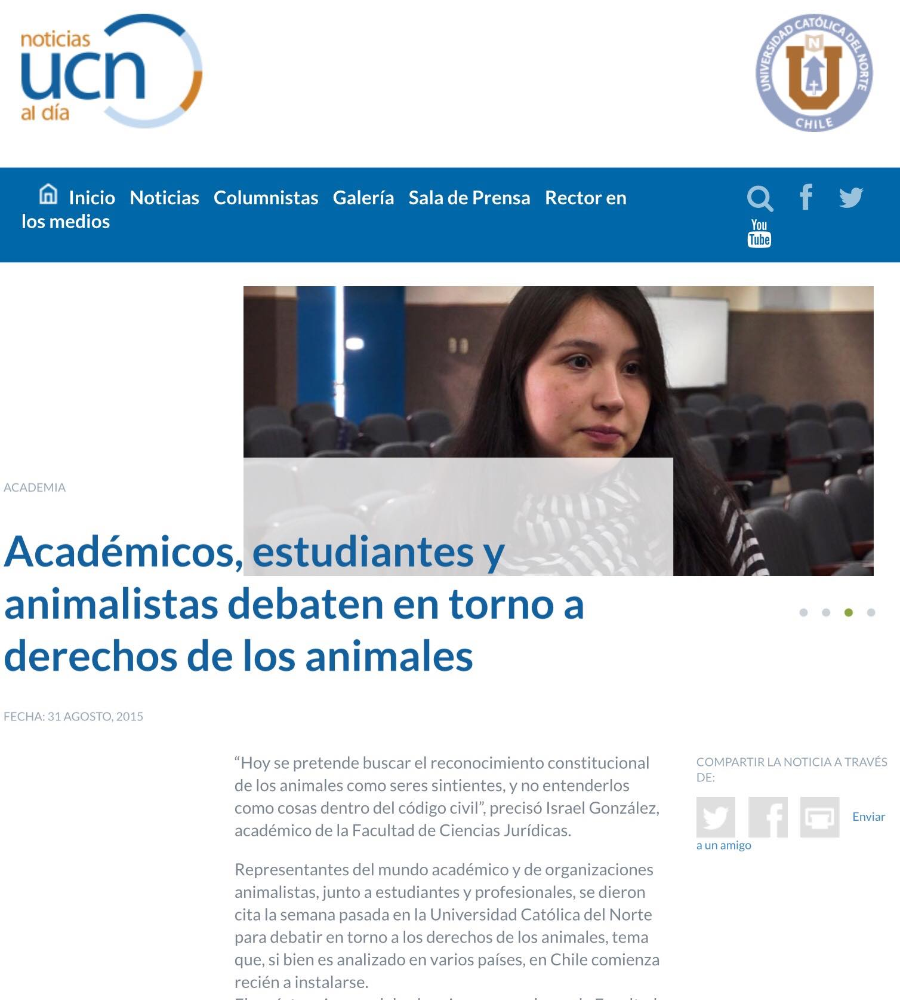 noticias
ucn
al día
UNIVERSIDAD CATÓLICA DEL NORTE
N
U
CHILE
Inicio Noticias Columnistas Galería Sala de Prensa Rector en
los medios
You
Tube
ACADEMIA
Académicos, estudiantes y
animalistas debaten en torno a
derechos de los animales
FECHA: 31 AGOSTO, 2015
“Hoy se pretende buscar el reconocimiento constitucional
de los animales como seres sintientes, y no entenderlos
como cosas dentro del código civil”, precisó Israel González,
académico de la Facultad de Ciencias Jurídicas.
Representantes del mundo académico y de organizaciones
animalistas, junto a estudiantes y profesionales, se dieron
cita la semana pasada en la Universidad Católica del Norte
para debatir en torno a los derechos de los animales, tema
que, si bien es analizado en varios países, en Chile comienza
recién a instalarse.
COMPARTIR LA NOTICIA A TRAVÉS
DE:
Enviar
a un amigo